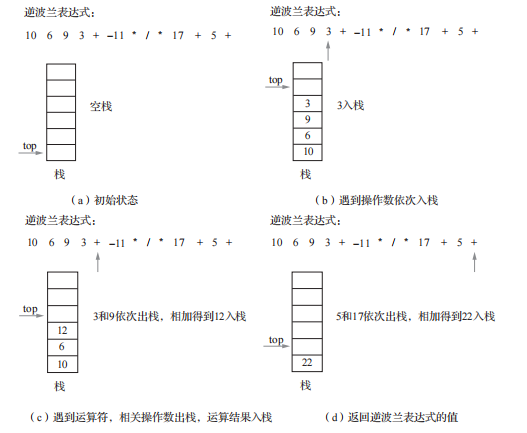 逆波兰表达式：
10 6 9 3 + -11 * / * 17 + 5 +
top
空栈
栈
（a）初始状态
逆波兰表达式：
10 6 9 3 + -11 * / * 17 + 5 +
top
3
9
6
10
3入栈
栈
（b）遇到操作数依次入栈
逆波兰表达式：
10 6 9 3 + -11 * / * 17 + 5 +
top
12
6
10
3和9依次出栈，相加得到12入栈
栈
（c）遇到运算符，相关操作数出栈，运算结果入栈
逆波兰表达式：
10 6 9 3 + -11 * / * 17 + 5 +
top
22
5和17依次出栈，相加得到22入栈
栈
（d）返回逆波兰表达式的值